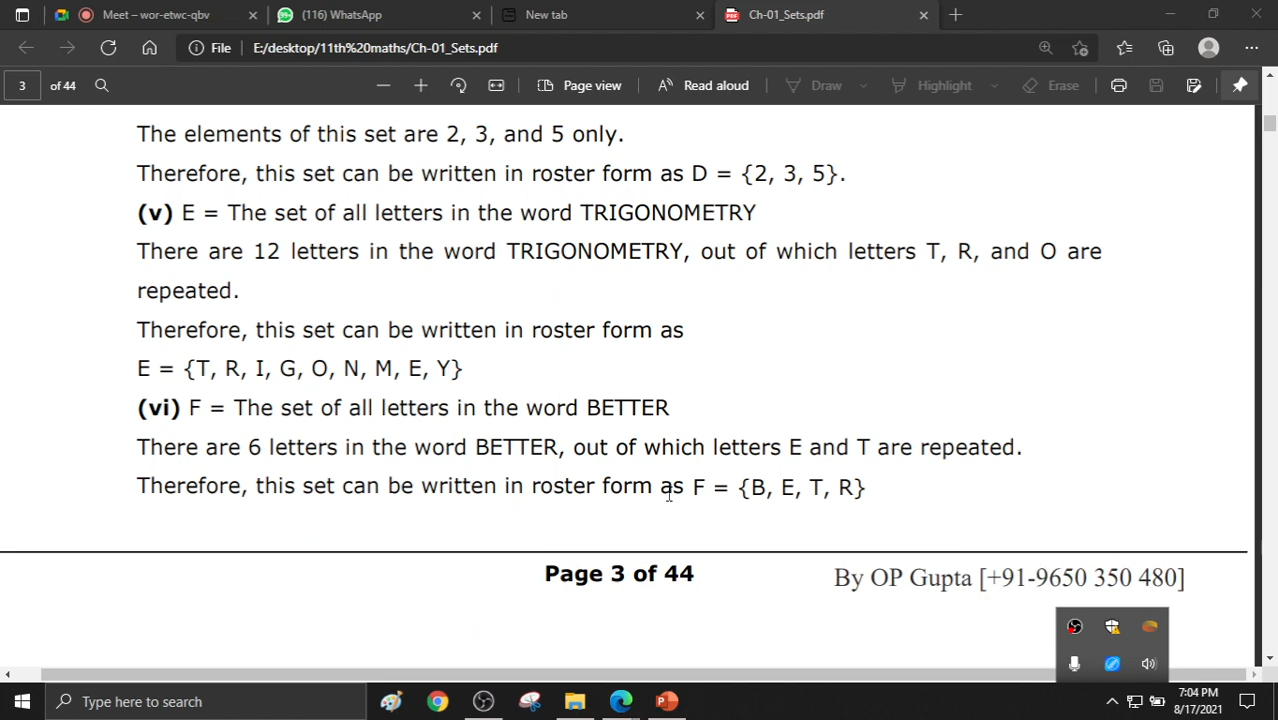 Meet – wor-etwc-qbv
(116) WhatsApp
New tab
Ch-01_Sets.pdf
File E:/desktop/11th%20maths/Ch-01_Sets.pdf
3 of 44 Page view Read aloud Draw Highlight Erase
The elements of this set are 2, 3, and 5 only.
Therefore, this set can be written in roster form as D = {2, 3, 5}.
(v) E = The set of all letters in the word TRIGONOMETRY
There are 12 letters in the word TRIGONOMETRY, out of which letters T, R, and O are
repeated.
Therefore, this set can be written in roster form as
E = {T, R, I, G, O, N, M, E, Y}
(vi) F = The set of all letters in the word BETTER
There are 6 letters in the word BETTER, out of which letters E and T are repeated.
Therefore, this set can be written in roster form as F = {B, E, T, R}
Page 3 of 44
By OP Gupta [+91-9650 350 480]
Type here to search
7:04 PM
8/17/2021